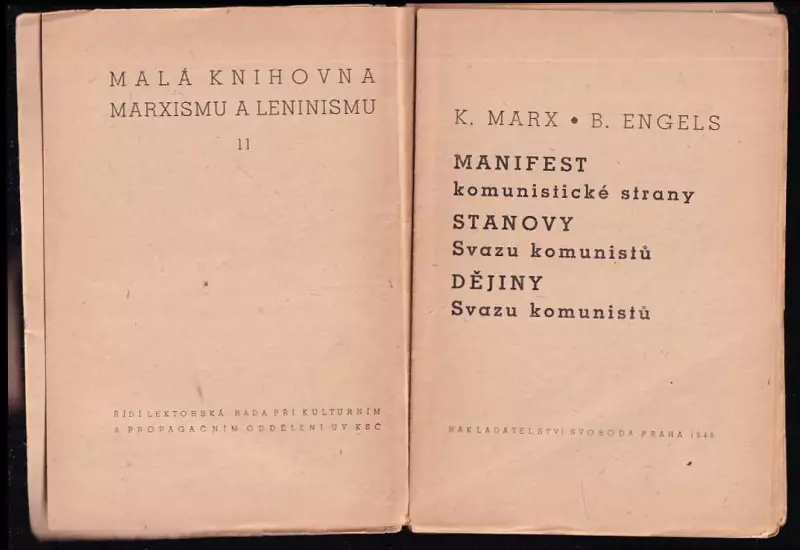 MALÁ KNIHOVNA
MARXISMU A LENINISMU
11
ŘÍDÍ LEKTORSKÁ RADA PŘI KULTURNÍM
A PROPAGAČNÍM ODDĚLENÍ ÚV KSČ
K. MARX • B. ENGELS
MANIFEST
komunistické strany
STANOVY
Svazu komunistů
DĚJINY
Svazu komunistů
NAKLADATELSTVÍ SVOBODA PRAHA 1946